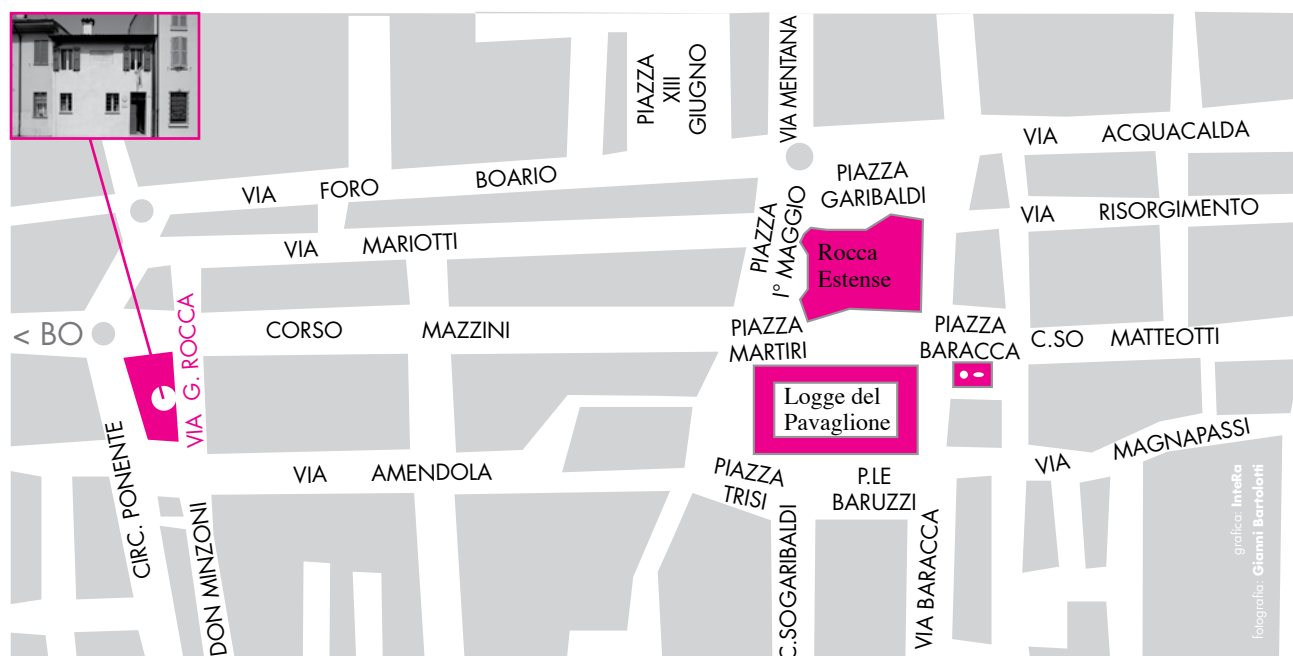 PIAZZA
XIII
GIUGNO
VIA MENTANA
VIA ACQUACALDA
VIA FORO BOARIO
PIAZZA
GARIBALDI
VIA RISORGIMENTO
PIAZZA
I° MAGGIO
VIA MARIOTTI
Rocca
Estense
< BO
VIA G. ROCCA
CORSO MAZZINI
PIAZZA
MARTIRI
PIAZZA
BARACCA
C.SO MATTEOTTI
Logge del
Pavaglione
CIRC. PONENTE
VIA AMENDOLA
PIAZZA
TRISI
P.LE
BARUZZI
VIA MAGNAPASSI
DON MINZONI
C.SOGARIBALDI
VIA BARACCA
grafica: InteRa
fotografia: Gianni Bartolotti